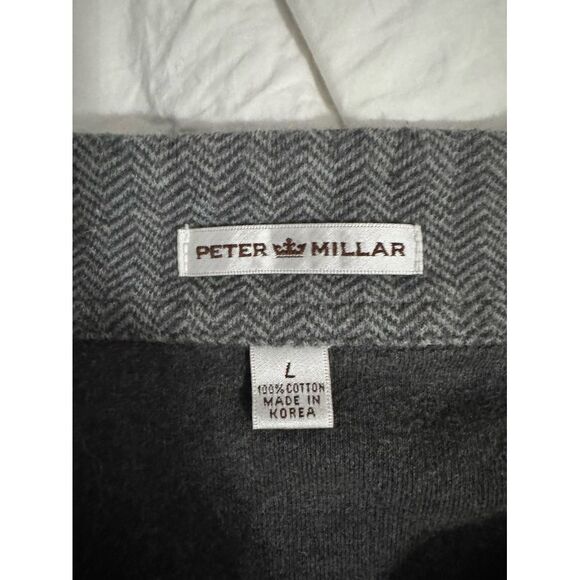 PETER MILLAR
L
100% COTTON
MADE IN
KOREA